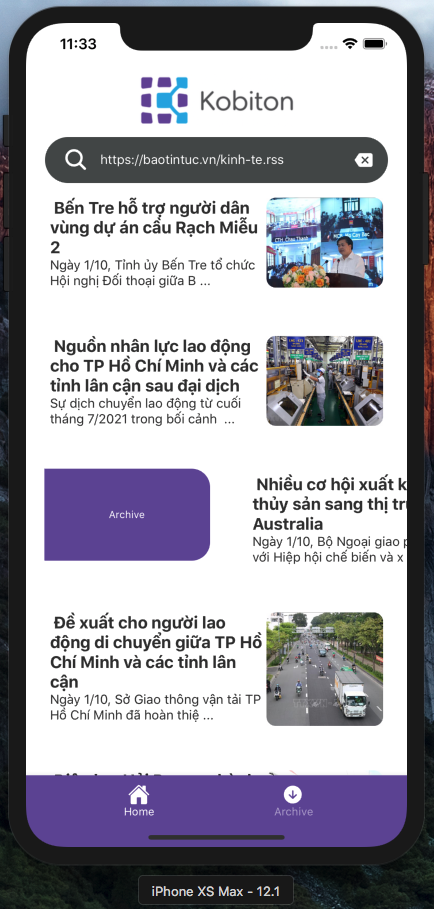 11:33
Kobiton
https://baotintuc.vn/kinh-te.rss
Bến Tre hỗ trợ người dân
vùng dự án cầu Rạch Miễu
2
Ngày 1/10, Tỉnh ủy Bến Tre tổ chức
Hội nghị Đối thoại giữa B ...
Nguồn nhân lực lao động
cho TP Hồ Chí Minh và các
tỉnh lân cận sau đại dịch
Sự dịch chuyển lao động từ cuối
tháng 7/2021 trong bối cảnh ...
Archive
Nhiều cơ hội xuất k
thủy sản sang thị trư
Australia
Ngày 1/10, Bộ Ngoại giao p
với Hiệp hội chế biến và x
Đề xuất cho người lao
động di chuyển giữa TP Hồ
Chí Minh và các tỉnh lân
cận
Ngày 1/10, Sở Giao thông vận tải TP
Hồ Chí Minh đã hoàn thiệ ...
Home
Archive
iPhone XS Max - 12.1